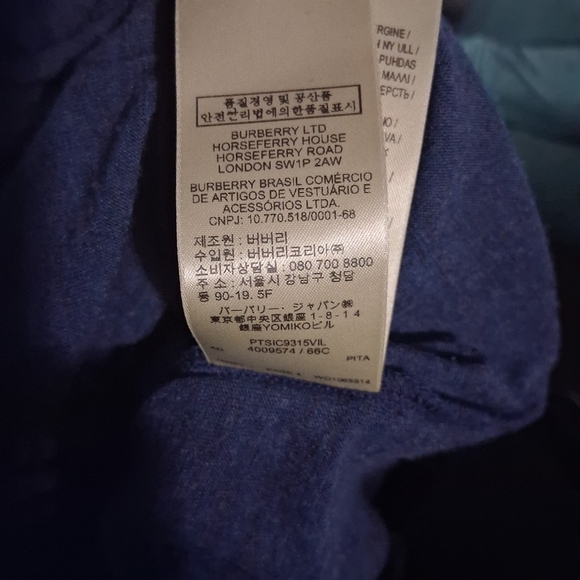 품질경영 및 공산품
안전관리법에의한품질표시
BURBERRY LTD
HORSEFERRY HOUSE
HORSEFERRY ROAD
LONDON SW1P 2AW
BURBERRY BRASIL COMÉRCIO
DE ARTIGOS DE VESTUÁRIO E
ACESSÓRIOS LTDA.
CNPJ: 10.770.518/0001-68
제조원 : 버버리
수입원 : 버버리코리아㈜
소비자상담실 : 080 700 8800
주 소 : 서울시 강남구 청담
동 90-19. 5F
バーバリー・ジャパン㈱
東京都中央区銀座1-8-14
銀座YOMIKOビル
PTSIC9315VIL
4009574 / 66C
PITA
NY ULL /
PUHDAS